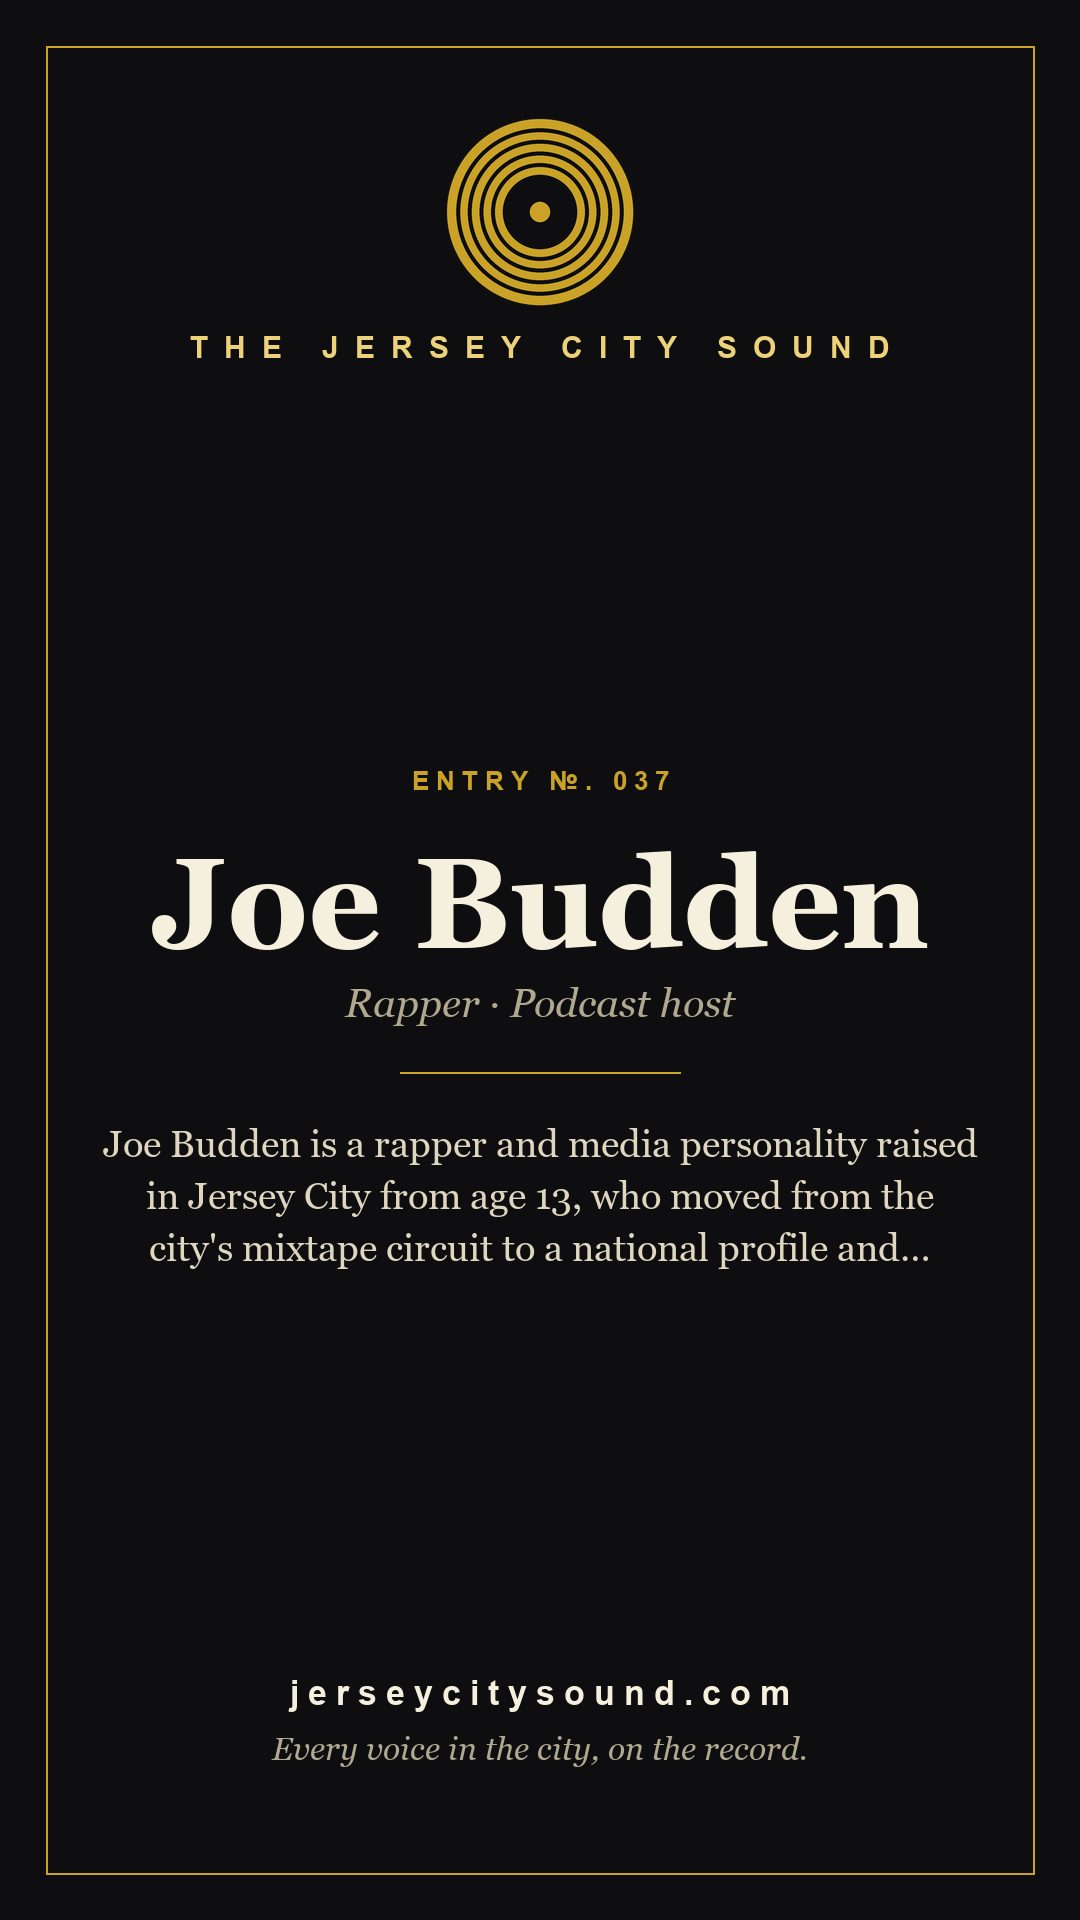 THE JERSEY CITY SOUND
ENTRY №. 037
Joe Budden
Rapper · Podcast host
Joe Budden is a rapper and media personality raised
in Jersey City from age 13, who moved from the
city's mixtape circuit to a national profile and...
jerseycitysound.com
Every voice in the city, on the record.